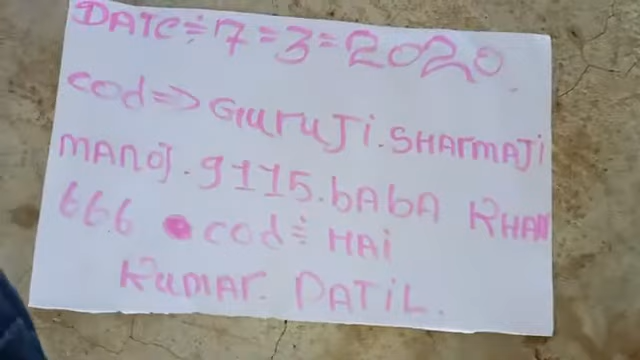 DATE÷7=3=2020
cod=>GuruJi.SHArmAJi
MAnoj.9115.bAbA KHAN
666 ● cod÷ HAi
KumAr. PATiL.